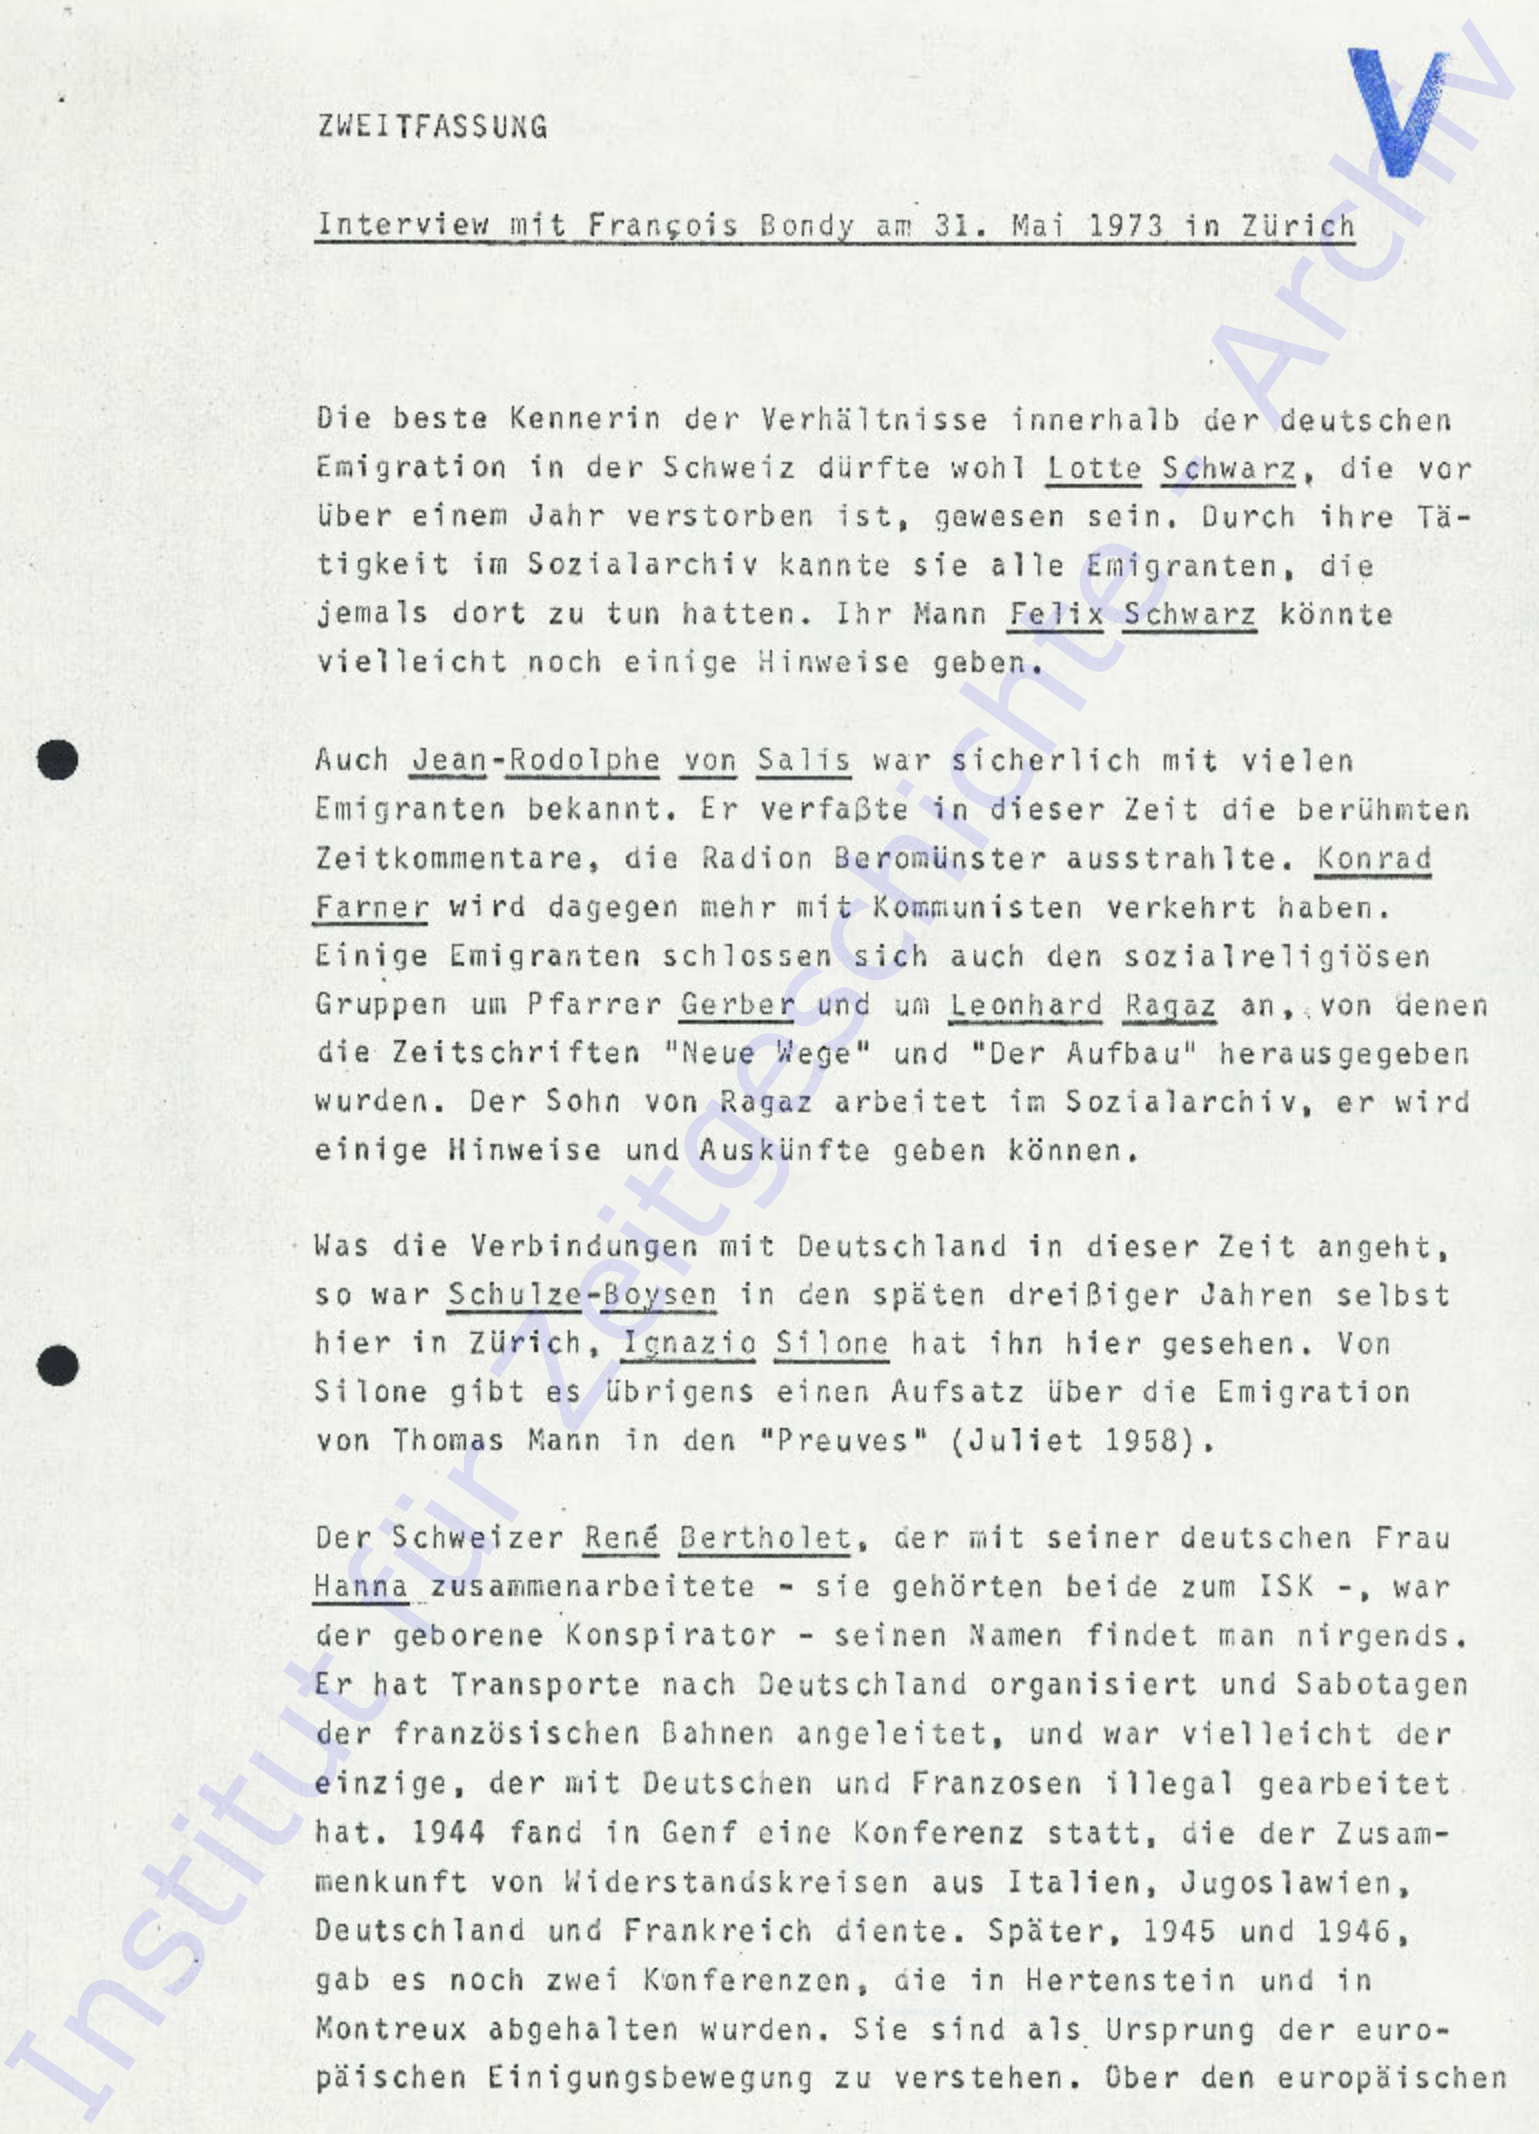 V
ZWEITFASSUNG
Interview mit François Bondy am 31. Mai 1973 in Zürich
Die beste Kennerin der Verhältnisse innerhalb der deutschen
Emigration in der Schweiz dürfte wohl Lotte Schwarz, die vor
über einem Jahr verstorben ist, gewesen sein. Durch ihre Tä-
tigkeit im Sozialarchiv kannte sie alle Emigranten, die
jemals dort zu tun hatten. Ihr Mann Felix Schwarz könnte
vielleicht noch einige Hinweise geben.
Auch Jean-Rodolphe von Salis war sicherlich mit vielen
Emigranten bekannt. Er verfaßte in dieser Zeit die berühmten
Zeitkommentare, die Radion Beromünster ausstrahlte. Konrad
Farner wird dagegen mehr mit Kommunisten verkehrt haben.
Einige Emigranten schlossen sich auch den sozialreligiösen
Gruppen um Pfarrer Gerber und um Leonhard Ragaz an, von denen
die Zeitschriften "Neue Wege" und "Der Aufbau" herausgegeben
wurden. Der Sohn von Ragaz arbeitet im Sozialarchiv, er wird
einige Hinweise und Auskünfte geben können.
Was die Verbindungen mit Deutschland in dieser Zeit angeht,
so war Schulze-Boysen in den späten dreißiger Jahren selbst
hier in Zürich, Ignazio Silone hat ihn hier gesehen. Von
Silone gibt es übrigens einen Aufsatz über die Emigration
von Thomas Mann in den "Preuves" (Juliet 1958).
Der Schweizer René Bertholet, der mit seiner deutschen Frau
Hanna zusammenarbeitete - sie gehörten beide zum ISK -, war
der geborene Konspirator - seinen Namen findet man nirgends.
Er hat Transporte nach Deutschland organisiert und Sabotagen
der französischen Bahnen angeleitet, und war vielleicht der
einzige, der mit Deutschen und Franzosen illegal gearbeitet
hat. 1944 fand in Genf eine Konferenz statt, die der Zusam-
menkunft von Widerstandskreisen aus Italien, Jugoslawien,
Deutschland und Frankreich diente. Später, 1945 und 1946,
gab es noch zwei Konferenzen, die in Hertenstein und in
Montreux abgehalten wurden. Sie sind als Ursprung der euro-
päischen Einigungsbewegung zu verstehen. Über den europäischen
Institut für Zeitgeschichte - Archiv